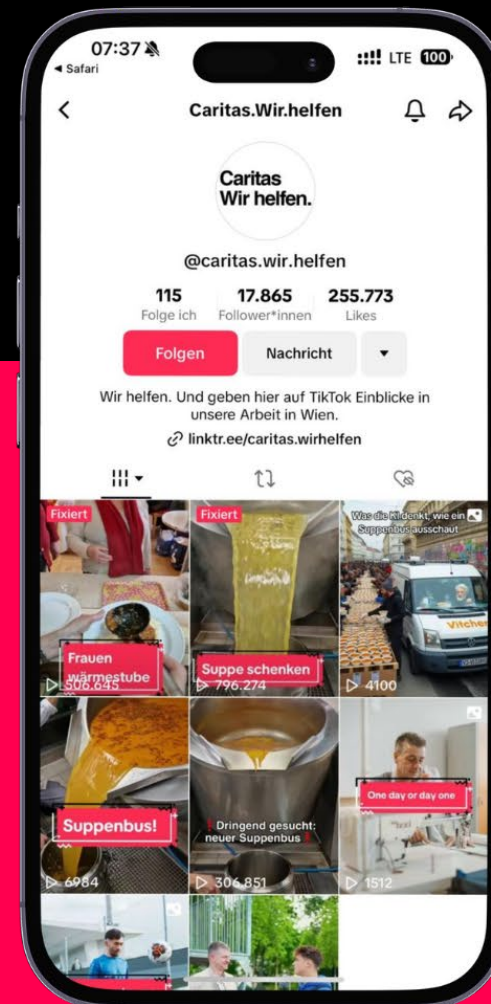 07:37
Safari
LTE 100
Caritas.Wir.helfen
Caritas
Wir helfen.
@caritas.wir.helfen
115 17.865 255.773
Folge ich Follower*innen Likes
Folgen Nachricht
Wir helfen. Und geben hier auf TikTok Einblicke in
unsere Arbeit in Wien.
linktr.ee/caritas.wirhelfen
Fixiert
Frauen
wärmestube
506.645
Fixiert
Suppe schenken
796.274
Was die KI denkt, wie ein
Suppenbus ausschaut
Vitcher
4100
Suppenbus!
6984
Dringend gesucht:
neuer Suppenbus
306.851
One day or day one
1512